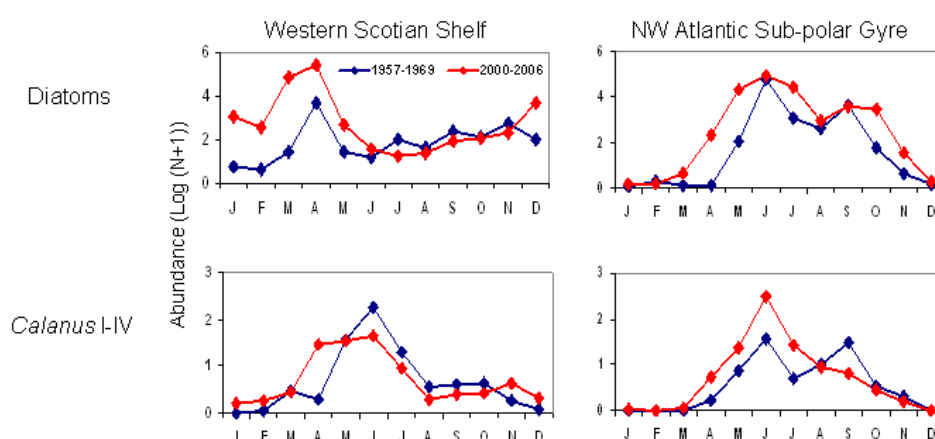 Western Scotian Shelf
NW Atlantic Sub-polar Gyre
Diatoms
Calanus I-IV
Abundance (Log (N+1))
1957-1969
2000-2006
6
4
2
0
J F M A M J J A S O N D
6
4
2
0
J F M A M J J A S O N D
3
2
1
0
J F M A M J J A S O N D
3
2
1
0
J F M A M J J A S O N D